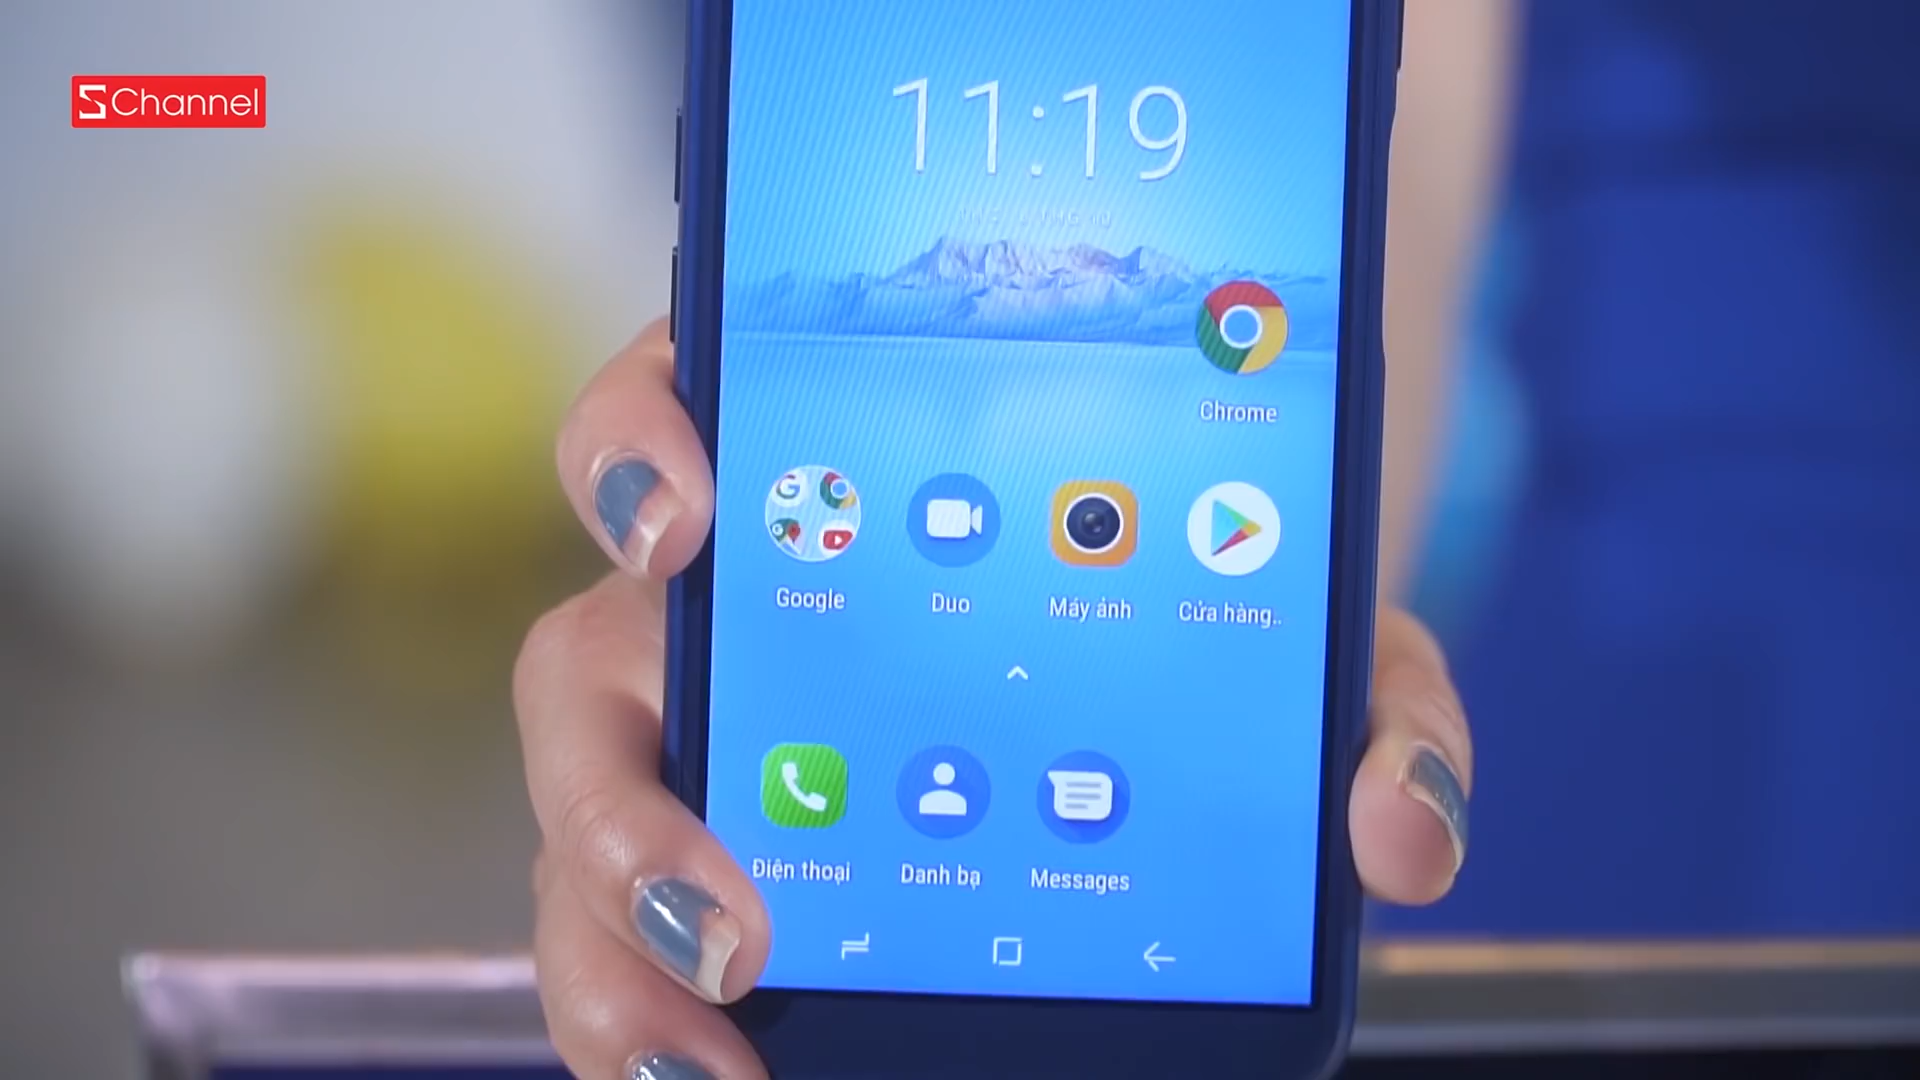 SChannel
11:19
Chrome
Google
Duo
Máy ảnh
Cửa hàng..
Điện thoại
Danh bạ
Messages